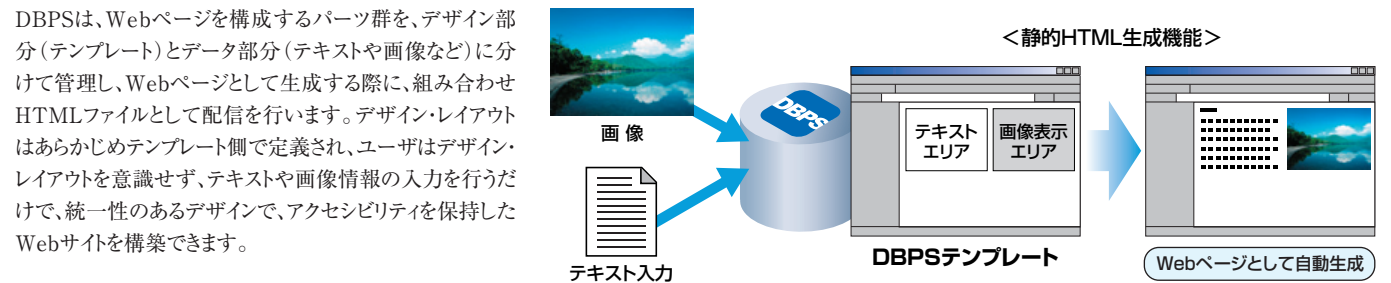 DBPSは、Webページを構成するパーツ群を、デザイン部
分(テンプレート)とデータ部分(テキストや画像など)に分
けて管理し、Webページとして生成する際に、組み合わせ
HTMLファイルとして配信を行います。デザイン・レイアウト
はあらかじめテンプレート側で定義され、ユーザはデザイン・
レイアウトを意識せず、テキストや画像情報の入力を行うだ
けで、統一性のあるデザインで、アクセシビリティを保持した
Webサイトを構築できます。
画 像
テキスト入力
DBPS
<静的HTML生成機能>
テキスト
エリア
画像表示
エリア
DBPSテンプレート
Webページとして自動生成